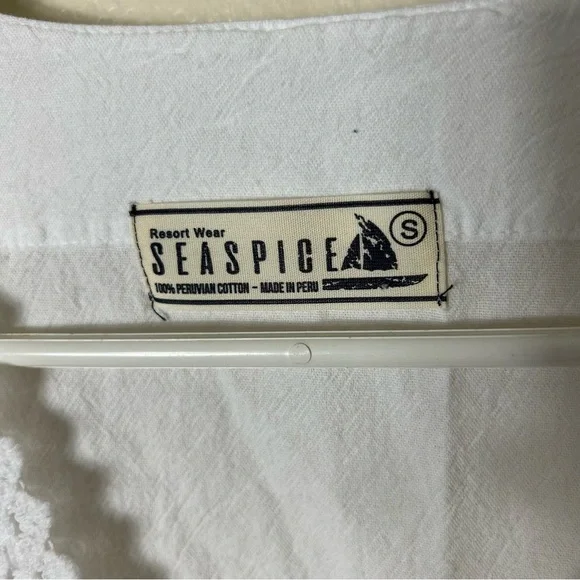 Resort Wear
SEASPICE
S
100% PERUVIAN COTTON - MADE IN PERU